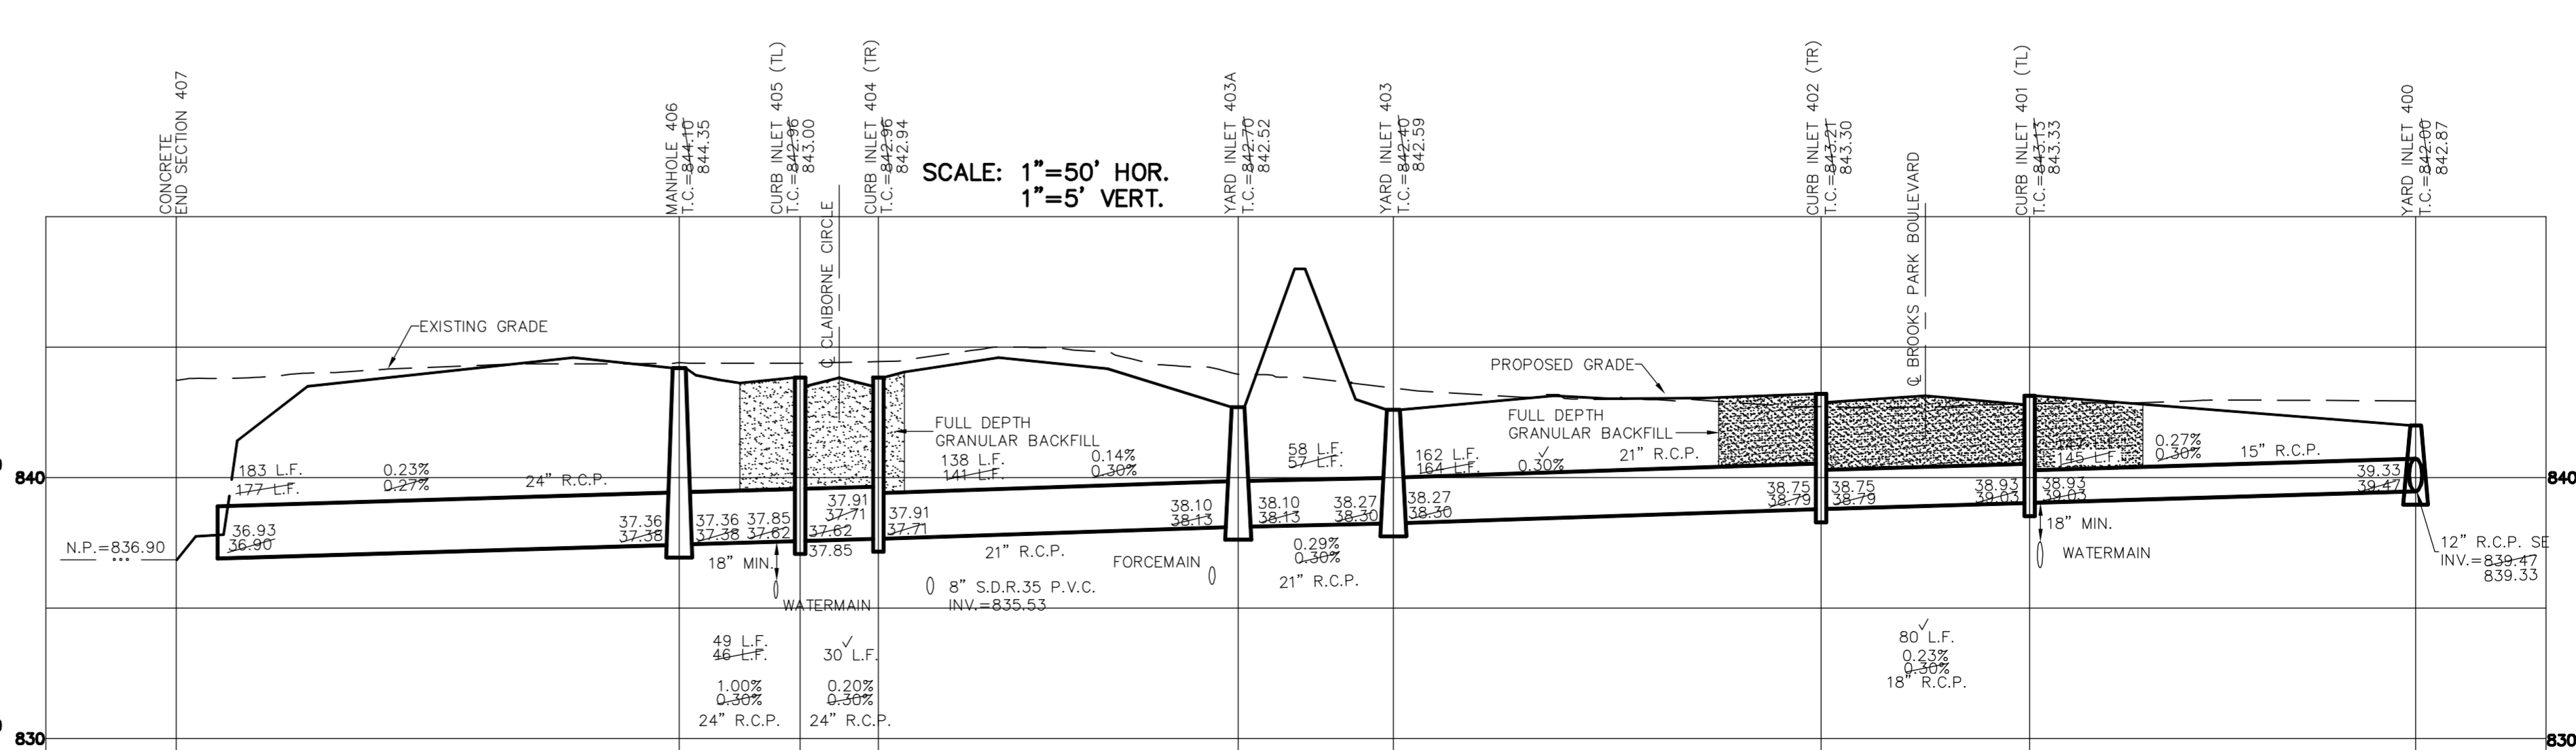 CONCRETE
END SECTION 407
MANHOLE 406
T.C.=844.10
844.35
CURB INLET 405 (TL)
T.C.=842.96
843.00
℄ CLAIBORNE CIRCLE
CURB INLET 404 (TR)
T.C.=842.96
842.94
SCALE: 1"=50' HOR.
1"=5' VERT.
YARD INLET 403A
T.C.=842.70
842.52
YARD INLET 403
T.C.=842.40
842.59
CURB INLET 402 (TR)
T.C.=843.21
843.30
℄ BROOKS PARK BOULEVARD
CURB INLET 401 (TL)
T.C.=843.13
843.33
YARD INLET 400
T.C.=842.00
842.87
EXISTING GRADE
PROPOSED GRADE
FULL DEPTH
GRANULAR BACKFILL
FULL DEPTH
GRANULAR BACKFILL
183 L.F.
177 L.F.
0.23%
0.27%
24" R.C.P.
138 L.F.
141 L.F.
0.14%
0.30%
58 L.F.
57 L.F.
162 L.F.
164 L.F.
✓
0.30%
21" R.C.P.
145 L.F.
0.27%
0.30%
15" R.C.P.
840
840
36.93
36.90
37.36
37.38
37.36
37.38
37.85
37.62
37.91
37.71
37.62
37.85
37.91
37.71
38.10
38.13
38.10
38.13
38.27
38.30
38.27
38.30
38.75
38.79
38.75
38.79
38.93
39.03
38.93
39.03
39.33
39.47
N.P.=836.90
18" MIN.
WATERMAIN
21" R.C.P.
8" S.D.R.35 P.V.C.
INV.=835.53
FORCEMAIN
0.29%
0.30%
21" R.C.P.
18" MIN.
WATERMAIN
12" R.C.P. SE
INV.=839.47
839.33
49 L.F.
46 L.F.
1.00%
0.30%
24" R.C.P.
✓
30 L.F.
0.20%
0.30%
24" R.C.P.
✓
80 L.F.
0.23%
0.30%
18" R.C.P.
830
830